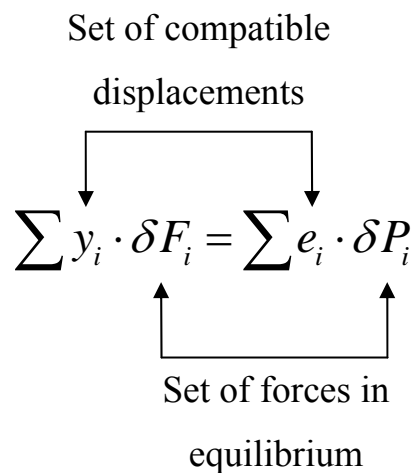 Set of compatible
displacements
∑ yᵢ · δFᵢ = ∑ eᵢ · δPᵢ
Set of forces in
equilibrium